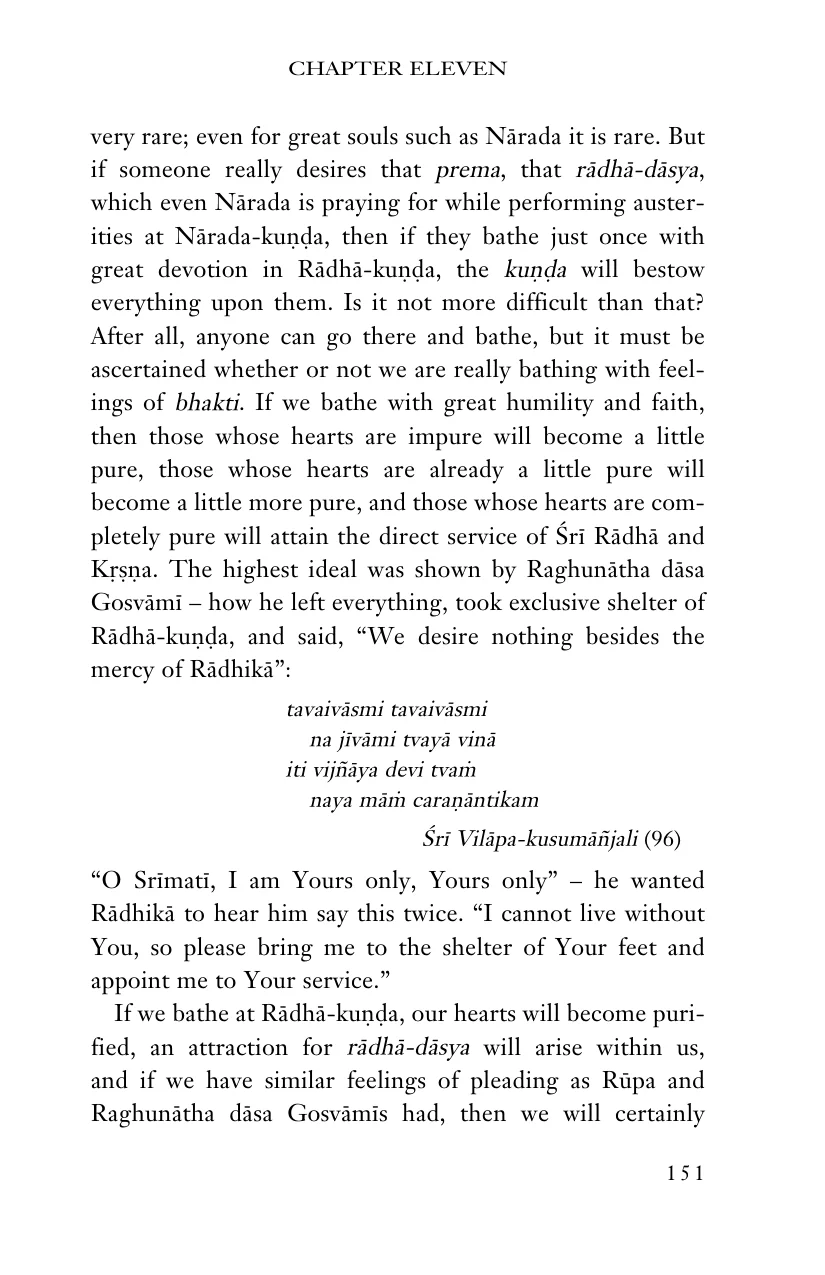 CHAPTER ELEVEN
very rare; even for great souls such as Nārada it is rare. But
if someone really desires that prema, that rādhā-dāsya,
which even Nārada is praying for while performing auster-
ities at Nārada-kuṇḍa, then if they bathe just once with
great devotion in Rādhā-kuṇḍa, the kuṇḍa will bestow
everything upon them. Is it not more difficult than that?
After all, anyone can go there and bathe, but it must be
ascertained whether or not we are really bathing with feel-
ings of bhakti. If we bathe with great humility and faith,
then those whose hearts are impure will become a little
pure, those whose hearts are already a little pure will
become a little more pure, and those whose hearts are com-
pletely pure will attain the direct service of Śrī Rādhā and
Kṛṣṇa. The highest ideal was shown by Raghunātha dāsa
Gosvāmī – how he left everything, took exclusive shelter of
Rādhā-kuṇḍa, and said, “We desire nothing besides the
mercy of Rādhikā”:
tavaivāsmi tavaivāsmi
na jīvāmi tvayā vinā
iti vijñāya devi tvaṁ
naya māṁ caraṇāntikam
Śrī Vilāpa-kusumāñjali (96)
“O Srīmatī, I am Yours only, Yours only” – he wanted
Rādhikā to hear him say this twice. “I cannot live without
You, so please bring me to the shelter of Your feet and
appoint me to Your service.”
If we bathe at Rādhā-kuṇḍa, our hearts will become puri-
fied, an attraction for rādhā-dāsya will arise within us,
and if we have similar feelings of pleading as Rūpa and
Raghunātha dāsa Gosvāmīs had, then we will certainly
151